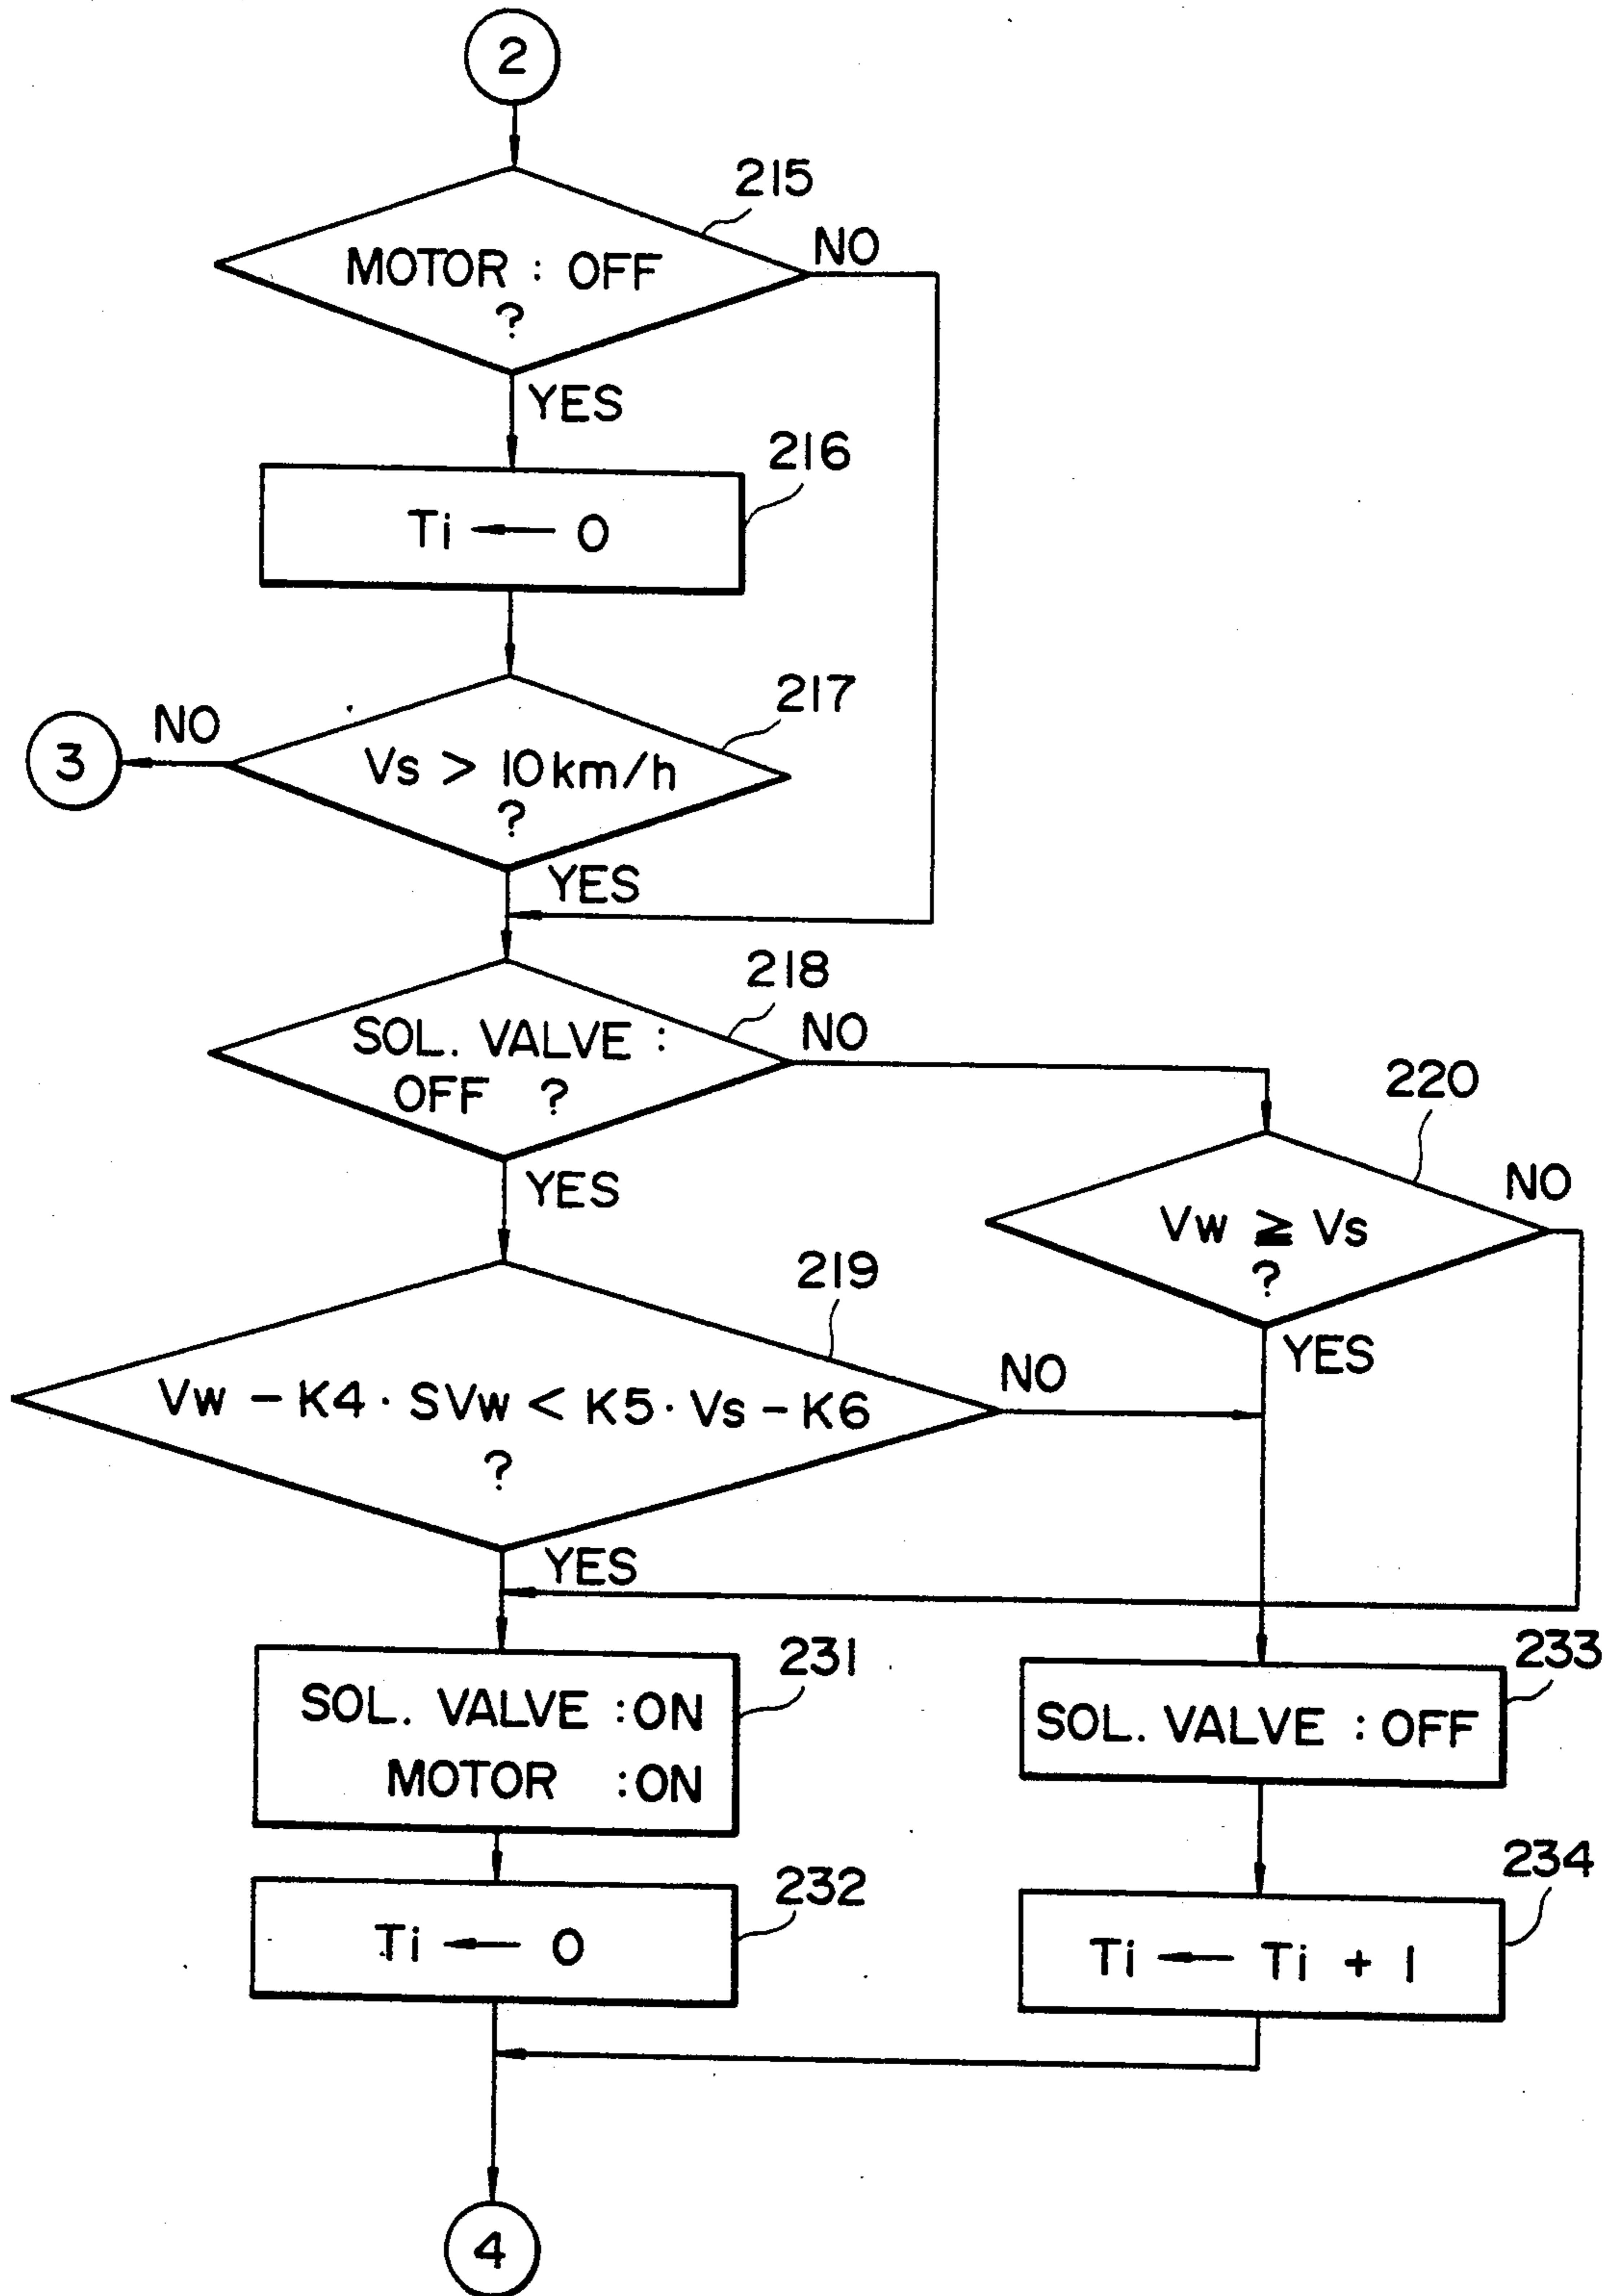 2
215
MOTOR : OFF
?
NO
YES
216
Ti ← 0
217
NO
3
Vs > 10km/h
?
YES
218
SOL. VALVE :
OFF ?
NO
YES
220
Vw ≧ Vs
?
NO
YES
219
Vw – K4 · SVw < K5 · Vs – K6
?
NO
YES
231
SOL. VALVE :ON
MOTOR :ON
233
SOL. VALVE : OFF
232
Ti ← 0
234
Ti ← Ti + 1
4